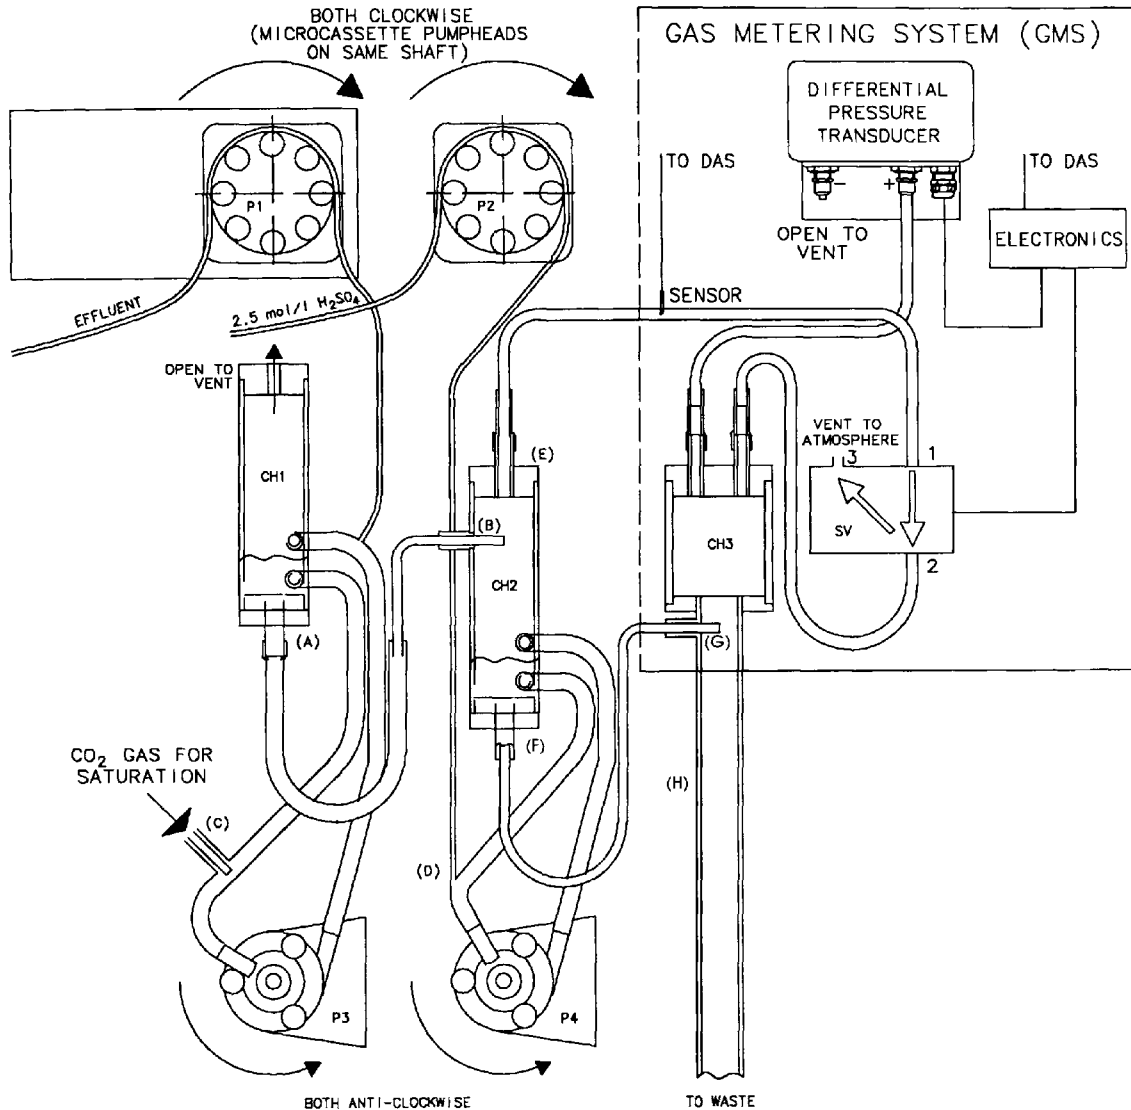 BOTH CLOCKWISE
(MICROCASSETTE PUMPHEADS
ON SAME SHAFT)
GAS METERING SYSTEM (GMS)
DIFFERENTIAL
PRESSURE
TRANSDUCER
TO DAS
TO DAS
- +
P1
P2
OPEN TO
VENT
ELECTRONICS
EFFLUENT
2.5 mol/l H₂SO₄
SENSOR
OPEN TO
VENT
VENT TO
ATMOSPHERE
3
1
CH1
(E)
(B)
SV
CH3
2
CH2
(A)
(G)
(F)
CO₂ GAS FOR
SATURATION
(H)
(C)
(D)
P3
P4
BOTH ANTI-CLOCKWISE
TO WASTE